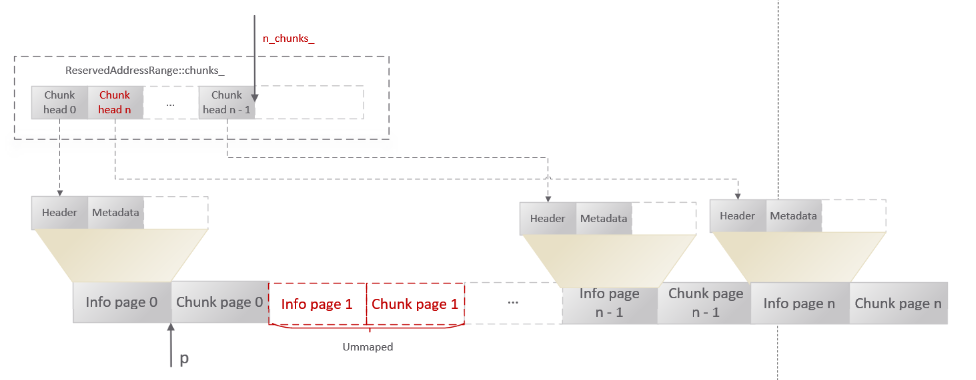 n_chunks_
ReservedAddressRange::chunks_
Chunk
head 0
Chunk
head n
...
Chunk
head n - 1
Header
Metadata
Header
Metadata
Header
Metadata
Info page 0
Chunk page 0
Info page 1
Chunk page 1
...
Info page
n - 1
Chunk page
n - 1
Info page n
Chunk page n
Ummaped
p